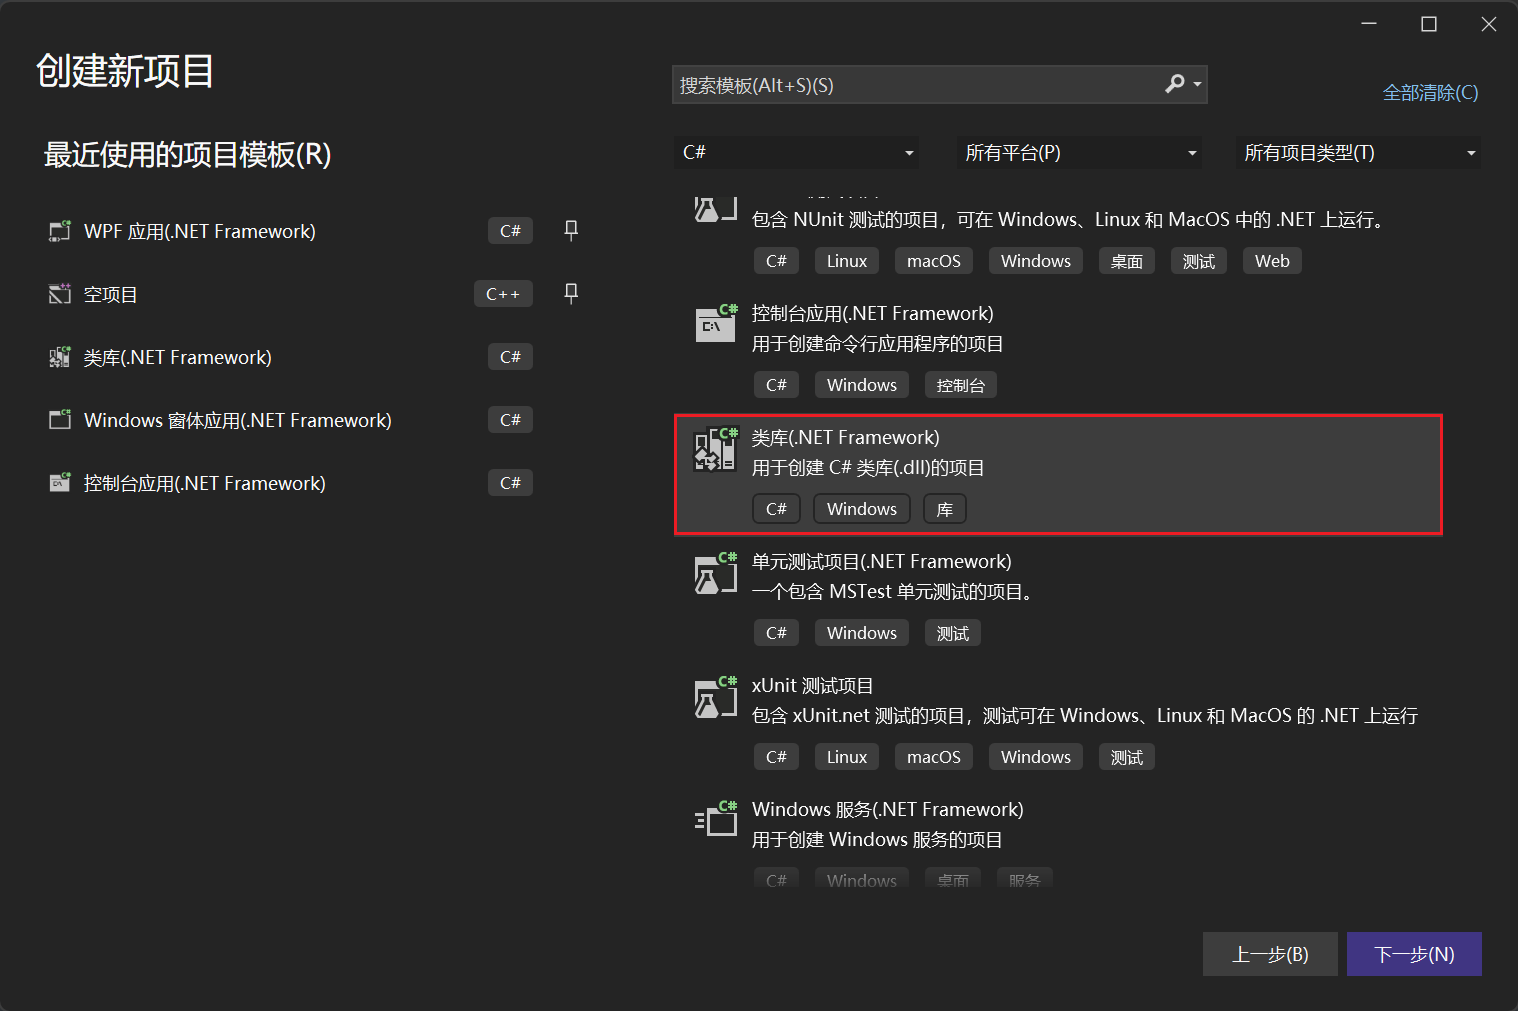 创建新项目
搜索模板(Alt+S)(S)
全部清除(C)
最近使用的项目模板(R)
C#
所有平台(P)
所有项目类型(T)
WPF 应用(.NET Framework)
C#
空项目
C++
类库(.NET Framework)
C#
Windows 窗体应用(.NET Framework)
C#
控制台应用(.NET Framework)
C#
包含 NUnit 测试的项目，可在 Windows、Linux 和 MacOS 中的 .NET 上运行。
C# Linux macOS Windows 桌面 测试 Web
控制台应用(.NET Framework)
用于创建命令行应用程序的项目
C# Windows 控制台
类库(.NET Framework)
用于创建 C# 类库(.dll)的项目
C# Windows 库
单元测试项目(.NET Framework)
一个包含 MSTest 单元测试的项目。
C# Windows 测试
xUnit 测试项目
包含 xUnit.net 测试的项目，测试可在 Windows、Linux 和 MacOS 的 .NET 上运行
C# Linux macOS Windows 测试
Windows 服务(.NET Framework)
用于创建 Windows 服务的项目
C# Windows 桌面 服务
上一步(B)
下一步(N)